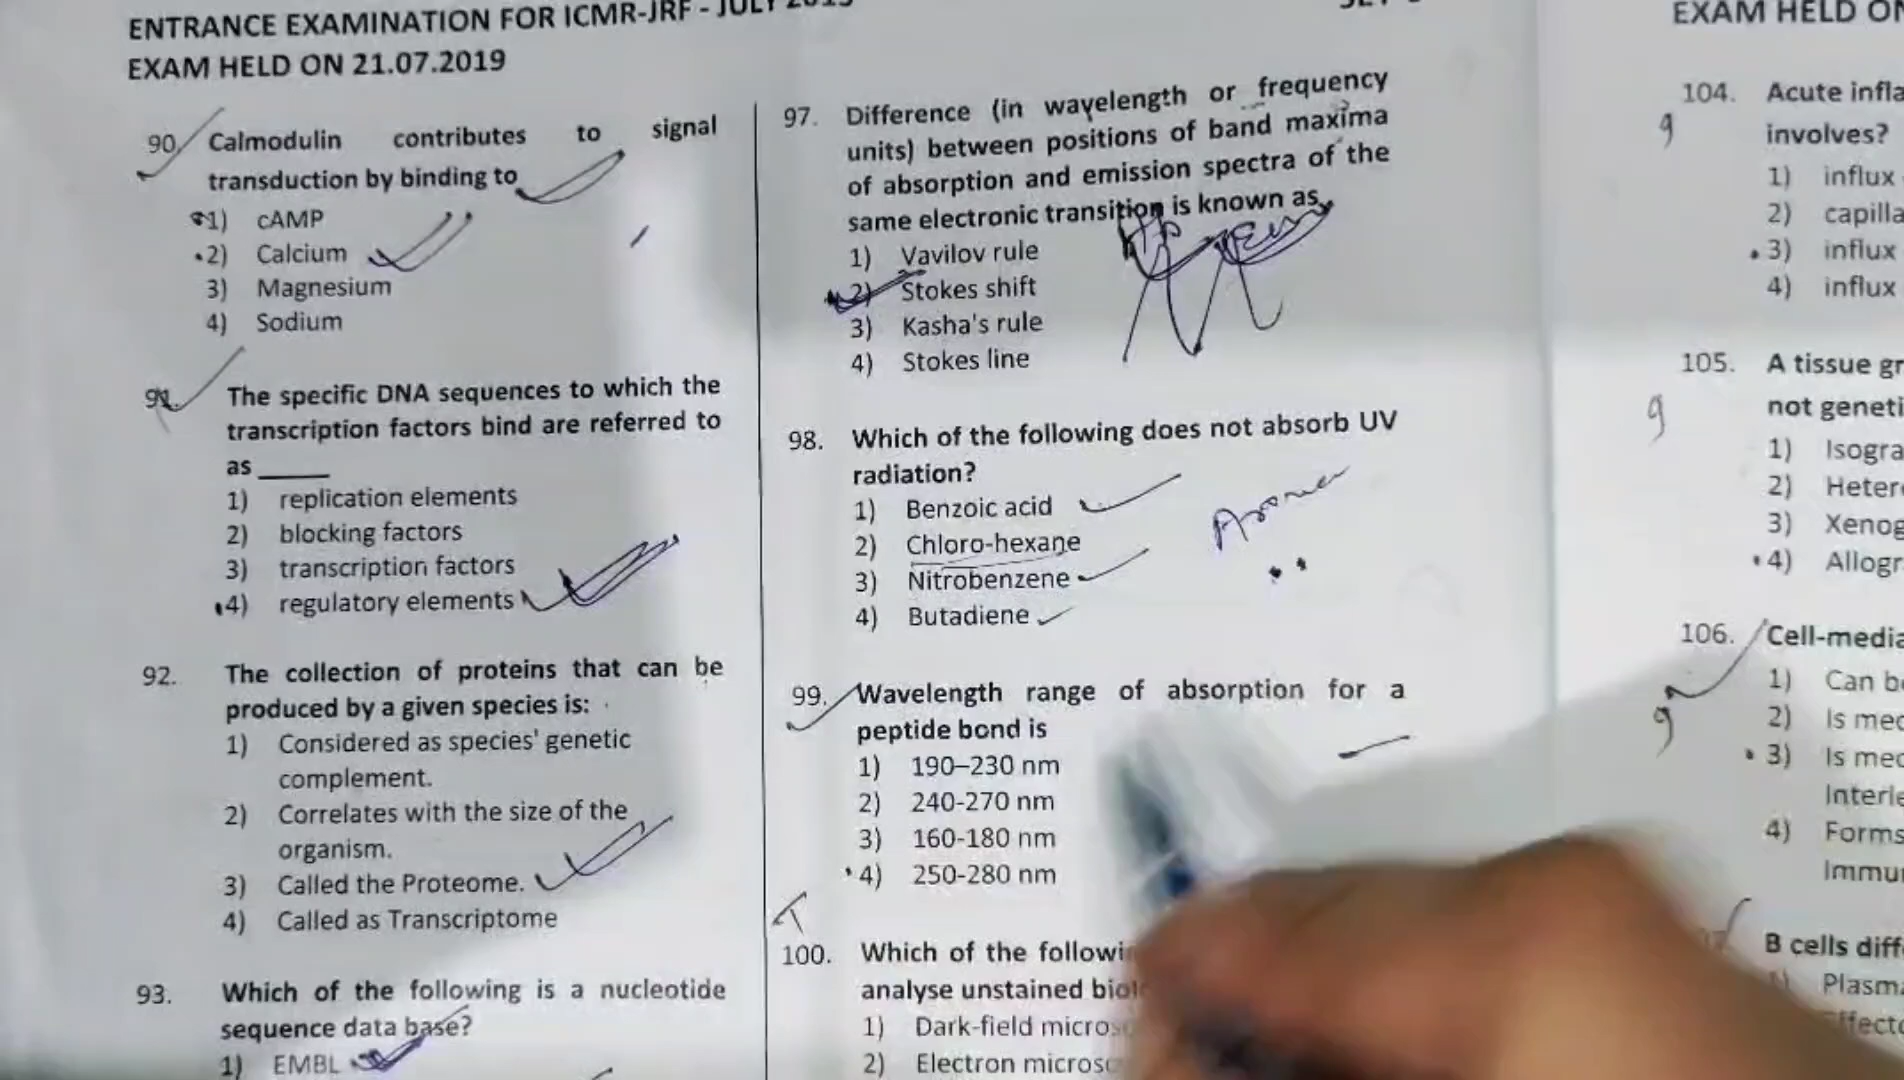 ENTRANCE EXAMINATION FOR ICMR-JRF - JULY 2019
EXAM HELD ON 21.07.2019
90. Calmodulin contributes to signal
transduction by binding to
1) cAMP
2) Calcium
3) Magnesium
4) Sodium
91. The specific DNA sequences to which the
transcription factors bind are referred to
as _____
1) replication elements
2) blocking factors
3) transcription factors
4) regulatory elements
92. The collection of proteins that can be
produced by a given species is:
1) Considered as species' genetic
complement.
2) Correlates with the size of the
organism.
3) Called the Proteome.
4) Called as Transcriptome
93. Which of the following is a nucleotide
sequence data base?
1) EMBL
97. Difference (in wavelength or frequency
units) between positions of band maxima
of absorption and emission spectra of the
same electronic transition is known as
1) Vavilov rule
2) Stokes shift
3) Kasha's rule
4) Stokes line
98. Which of the following does not absorb UV
radiation?
1) Benzoic acid
2) Chloro-hexane
3) Nitrobenzene
4) Butadiene
99. Wavelength range of absorption for a
peptide bond is
1) 190–230 nm
2) 240-270 nm
3) 160-180 nm
4) 250-280 nm
100. Which of the followi
analyse unstained bio
1) Dark-field micros
2) Electron micros
EXAM HELD ON
104. Acute infla
involves?
1) influx
2) capilla
3) influx
4) influx
105. A tissue gr
not geneti
1) Isogra
2) Heter
3) Xenog
4) Allogr
106. Cell-media
1) Can b
2) Is med
3) Is med
Interle
4) Forms
Immu
B cells diff
1) Plasma
Effecto